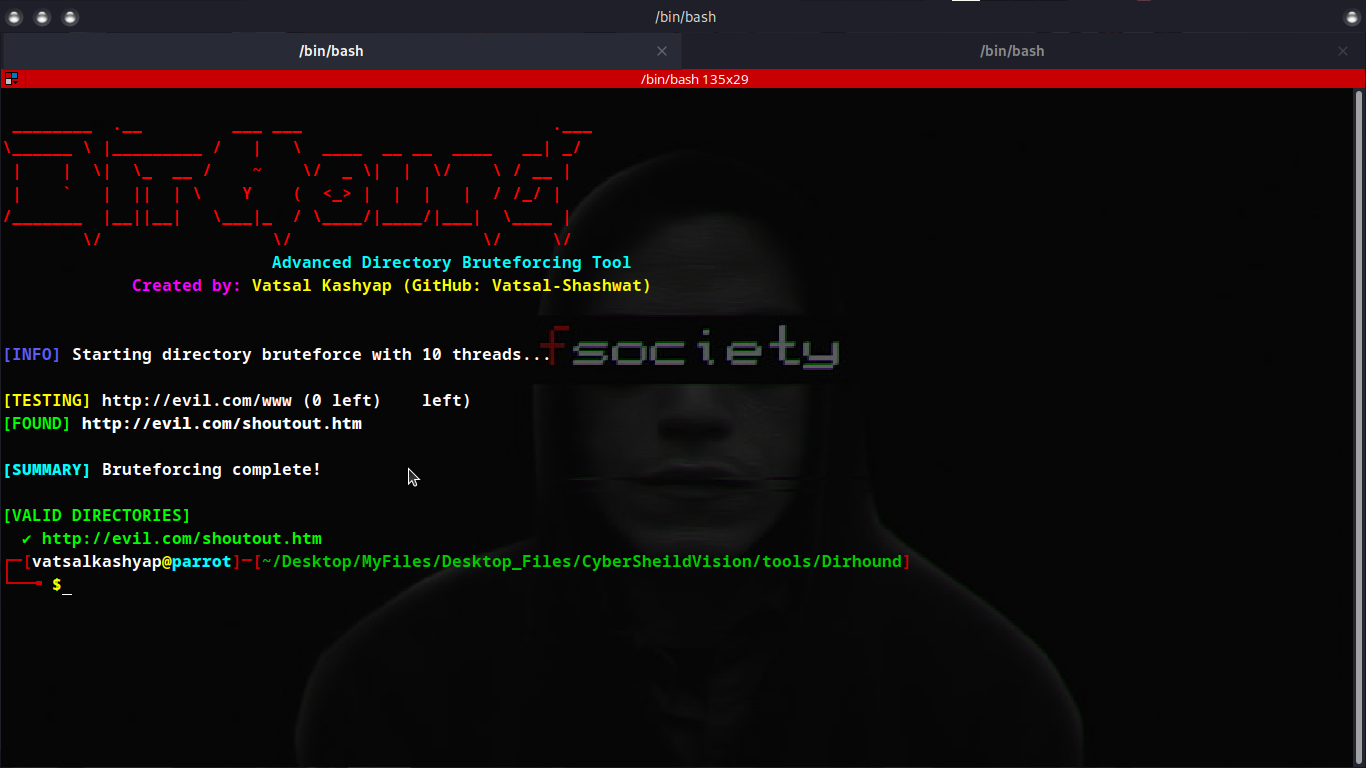 /bin/bash
/bin/bash × /bin/bash ×
/bin/bash 135x29
DirHound
Advanced Directory Bruteforcing Tool
Created by: Vatsal Kashyap (GitHub: Vatsal-Shashwat)
[INFO] Starting directory bruteforce with 10 threads...
fsociety
[TESTING] http://evil.com/www (0 left)    left)
[FOUND] http://evil.com/shoutout.htm
[SUMMARY] Bruteforcing complete!
[VALID DIRECTORIES]
✔ http://evil.com/shoutout.htm
┌─[vatsalkashyap@parrot]─[~/Desktop/MyFiles/Desktop_Files/CyberSheildVision/tools/Dirhound]
└──╼ $_